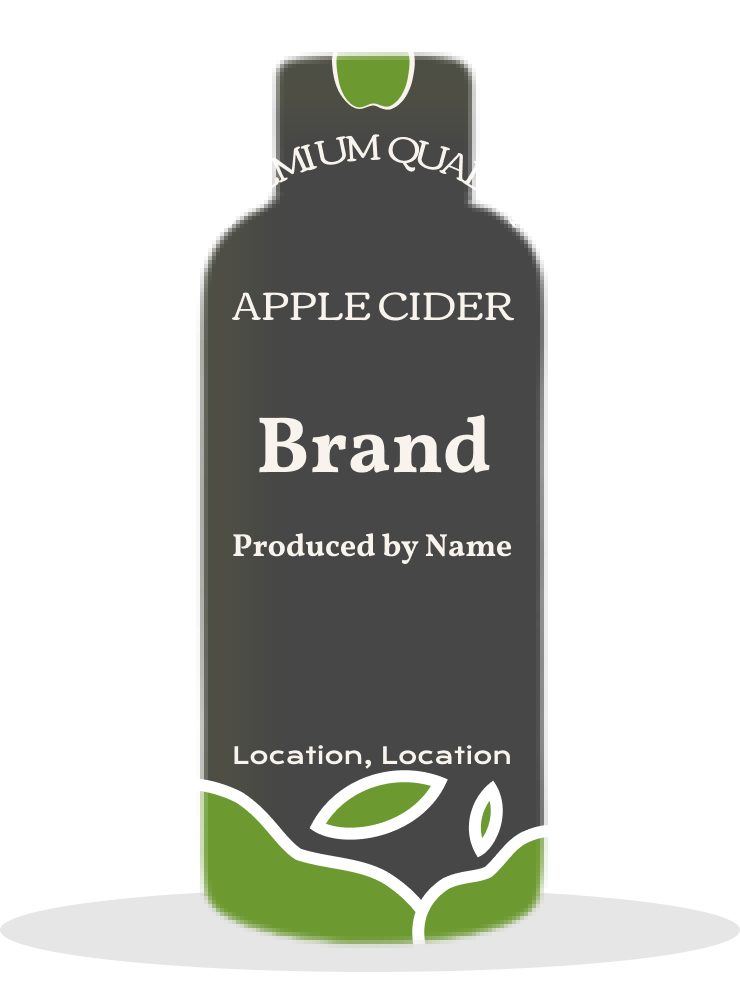 MIUM QUAL
APPLE CIDER
Brand
Produced by Name
Location, Location